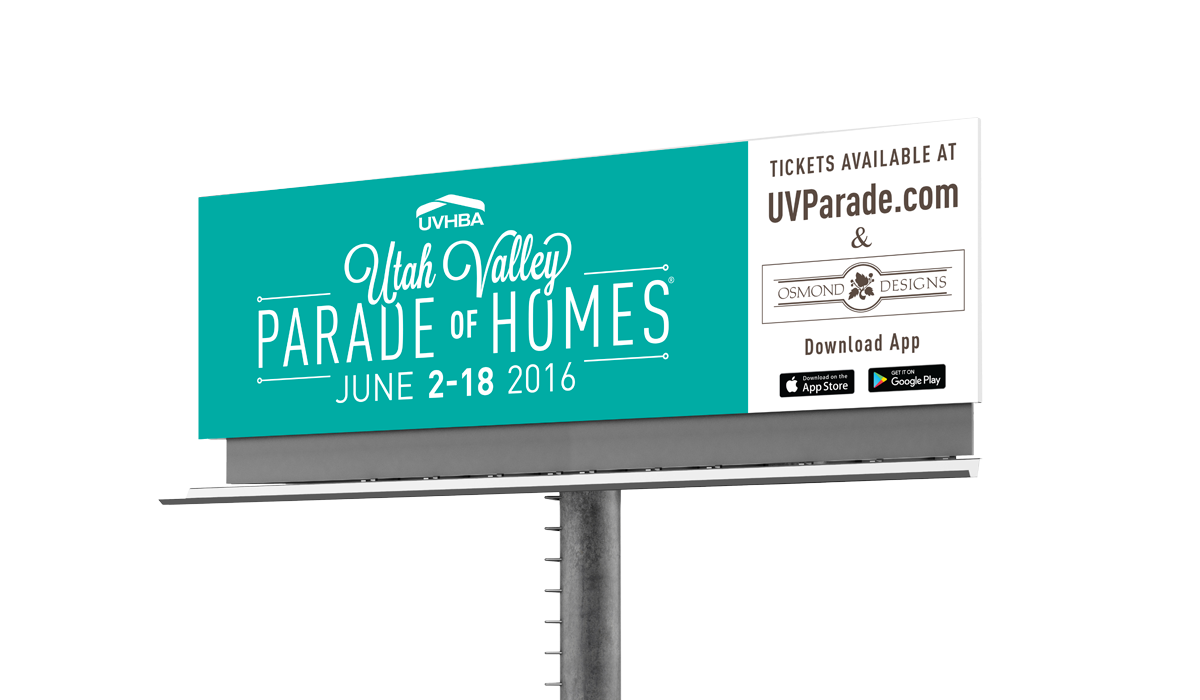 UVHBA
Utah Valley
PARADE OF HOMES®
JUNE 2-18 2016
TICKETS AVAILABLE AT
UVParade.com
&
OSMOND DESIGNS
Download App
Download on the
App Store
GET IT ON
Google Play